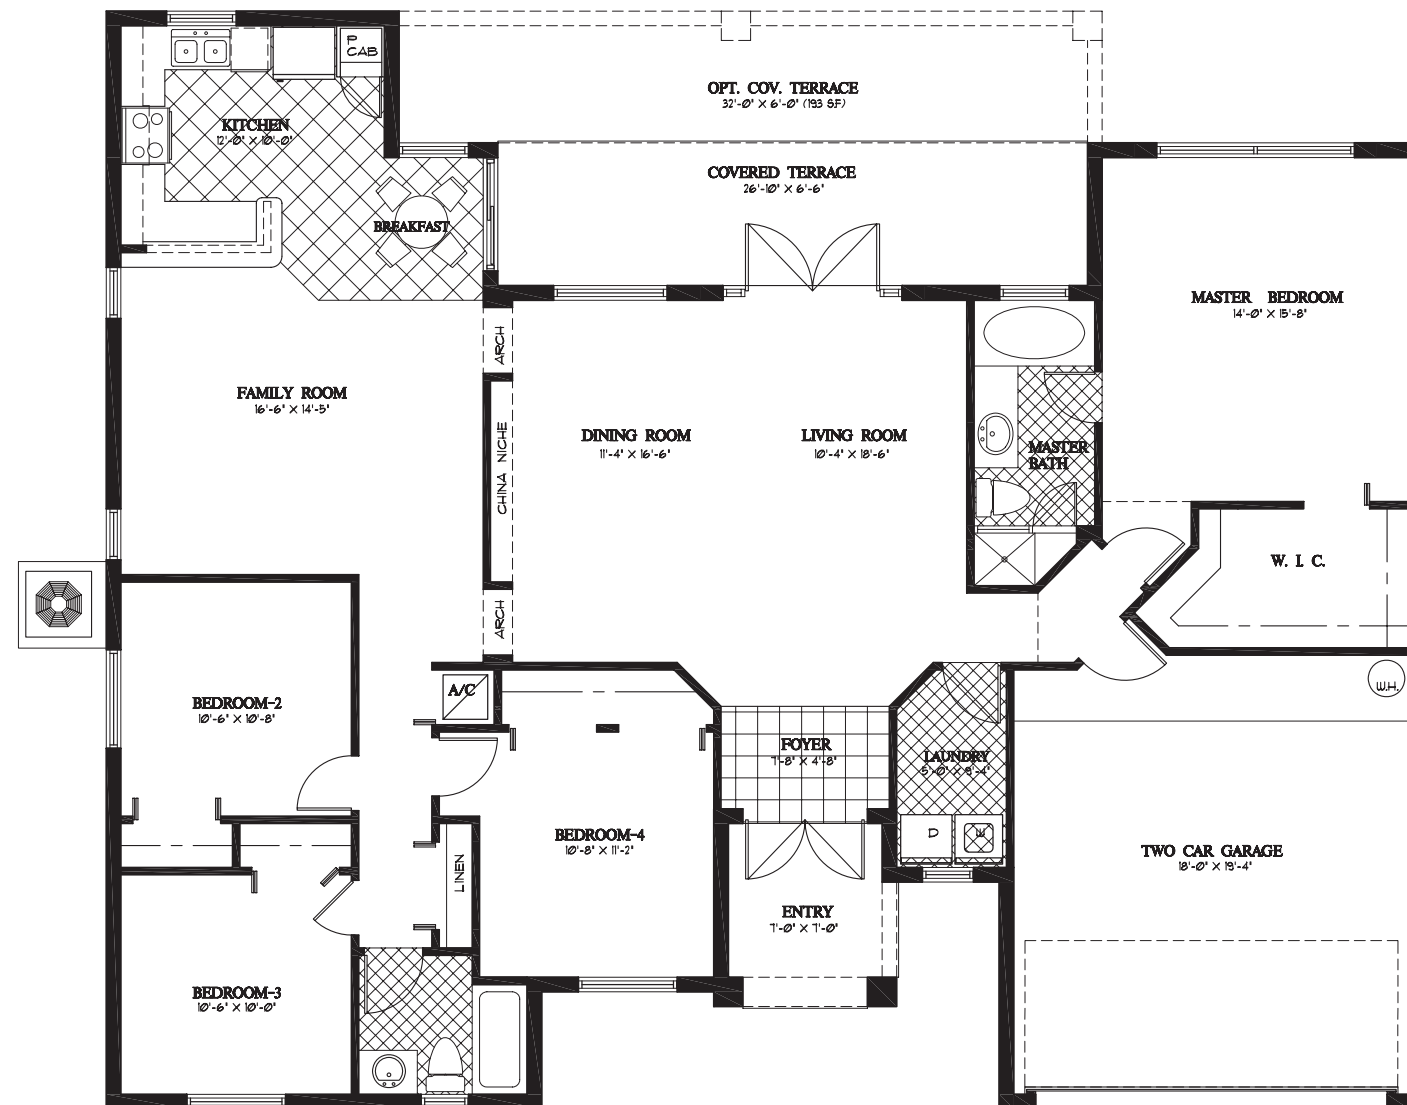 P
CAB
OPT. COV. TERRACE
32'-0" X 6'-0" (193 S.F.)
KITCHEN
12'-0" X 10'-0"
COVERED TERRACE
26'-10" X 6'-6"
BREAKFAST
MASTER BEDROOM
14'-0" X 15'-8"
ARCH
FAMILY ROOM
16'-6" X 14'-5"
CHINA NICHE
DINING ROOM
11'-4" X 16'-6"
LIVING ROOM
10'-4" X 18'-6"
MASTER
BATH
W. I. C.
ARCH
A/C
W.H.
BEDROOM-2
10'-6" X 10'-8"
FOYER
7'-8" X 4'-8"
LAUNDRY
5'-0" X 9'-4"
BEDROOM-4
10'-8" X 11'-2"
D
W
LINEN
TWO CAR GARAGE
18'-0" X 19'-4"
ENTRY
7'-0" X 7'-0"
BEDROOM-3
10'-6" X 10'-0"